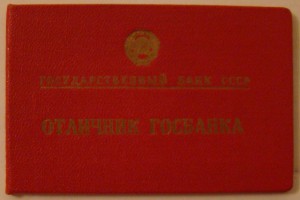 ГОСУДАРСТВЕННЫЙ БАНК СССР
ОТЛИЧНИК ГОСБАНКА